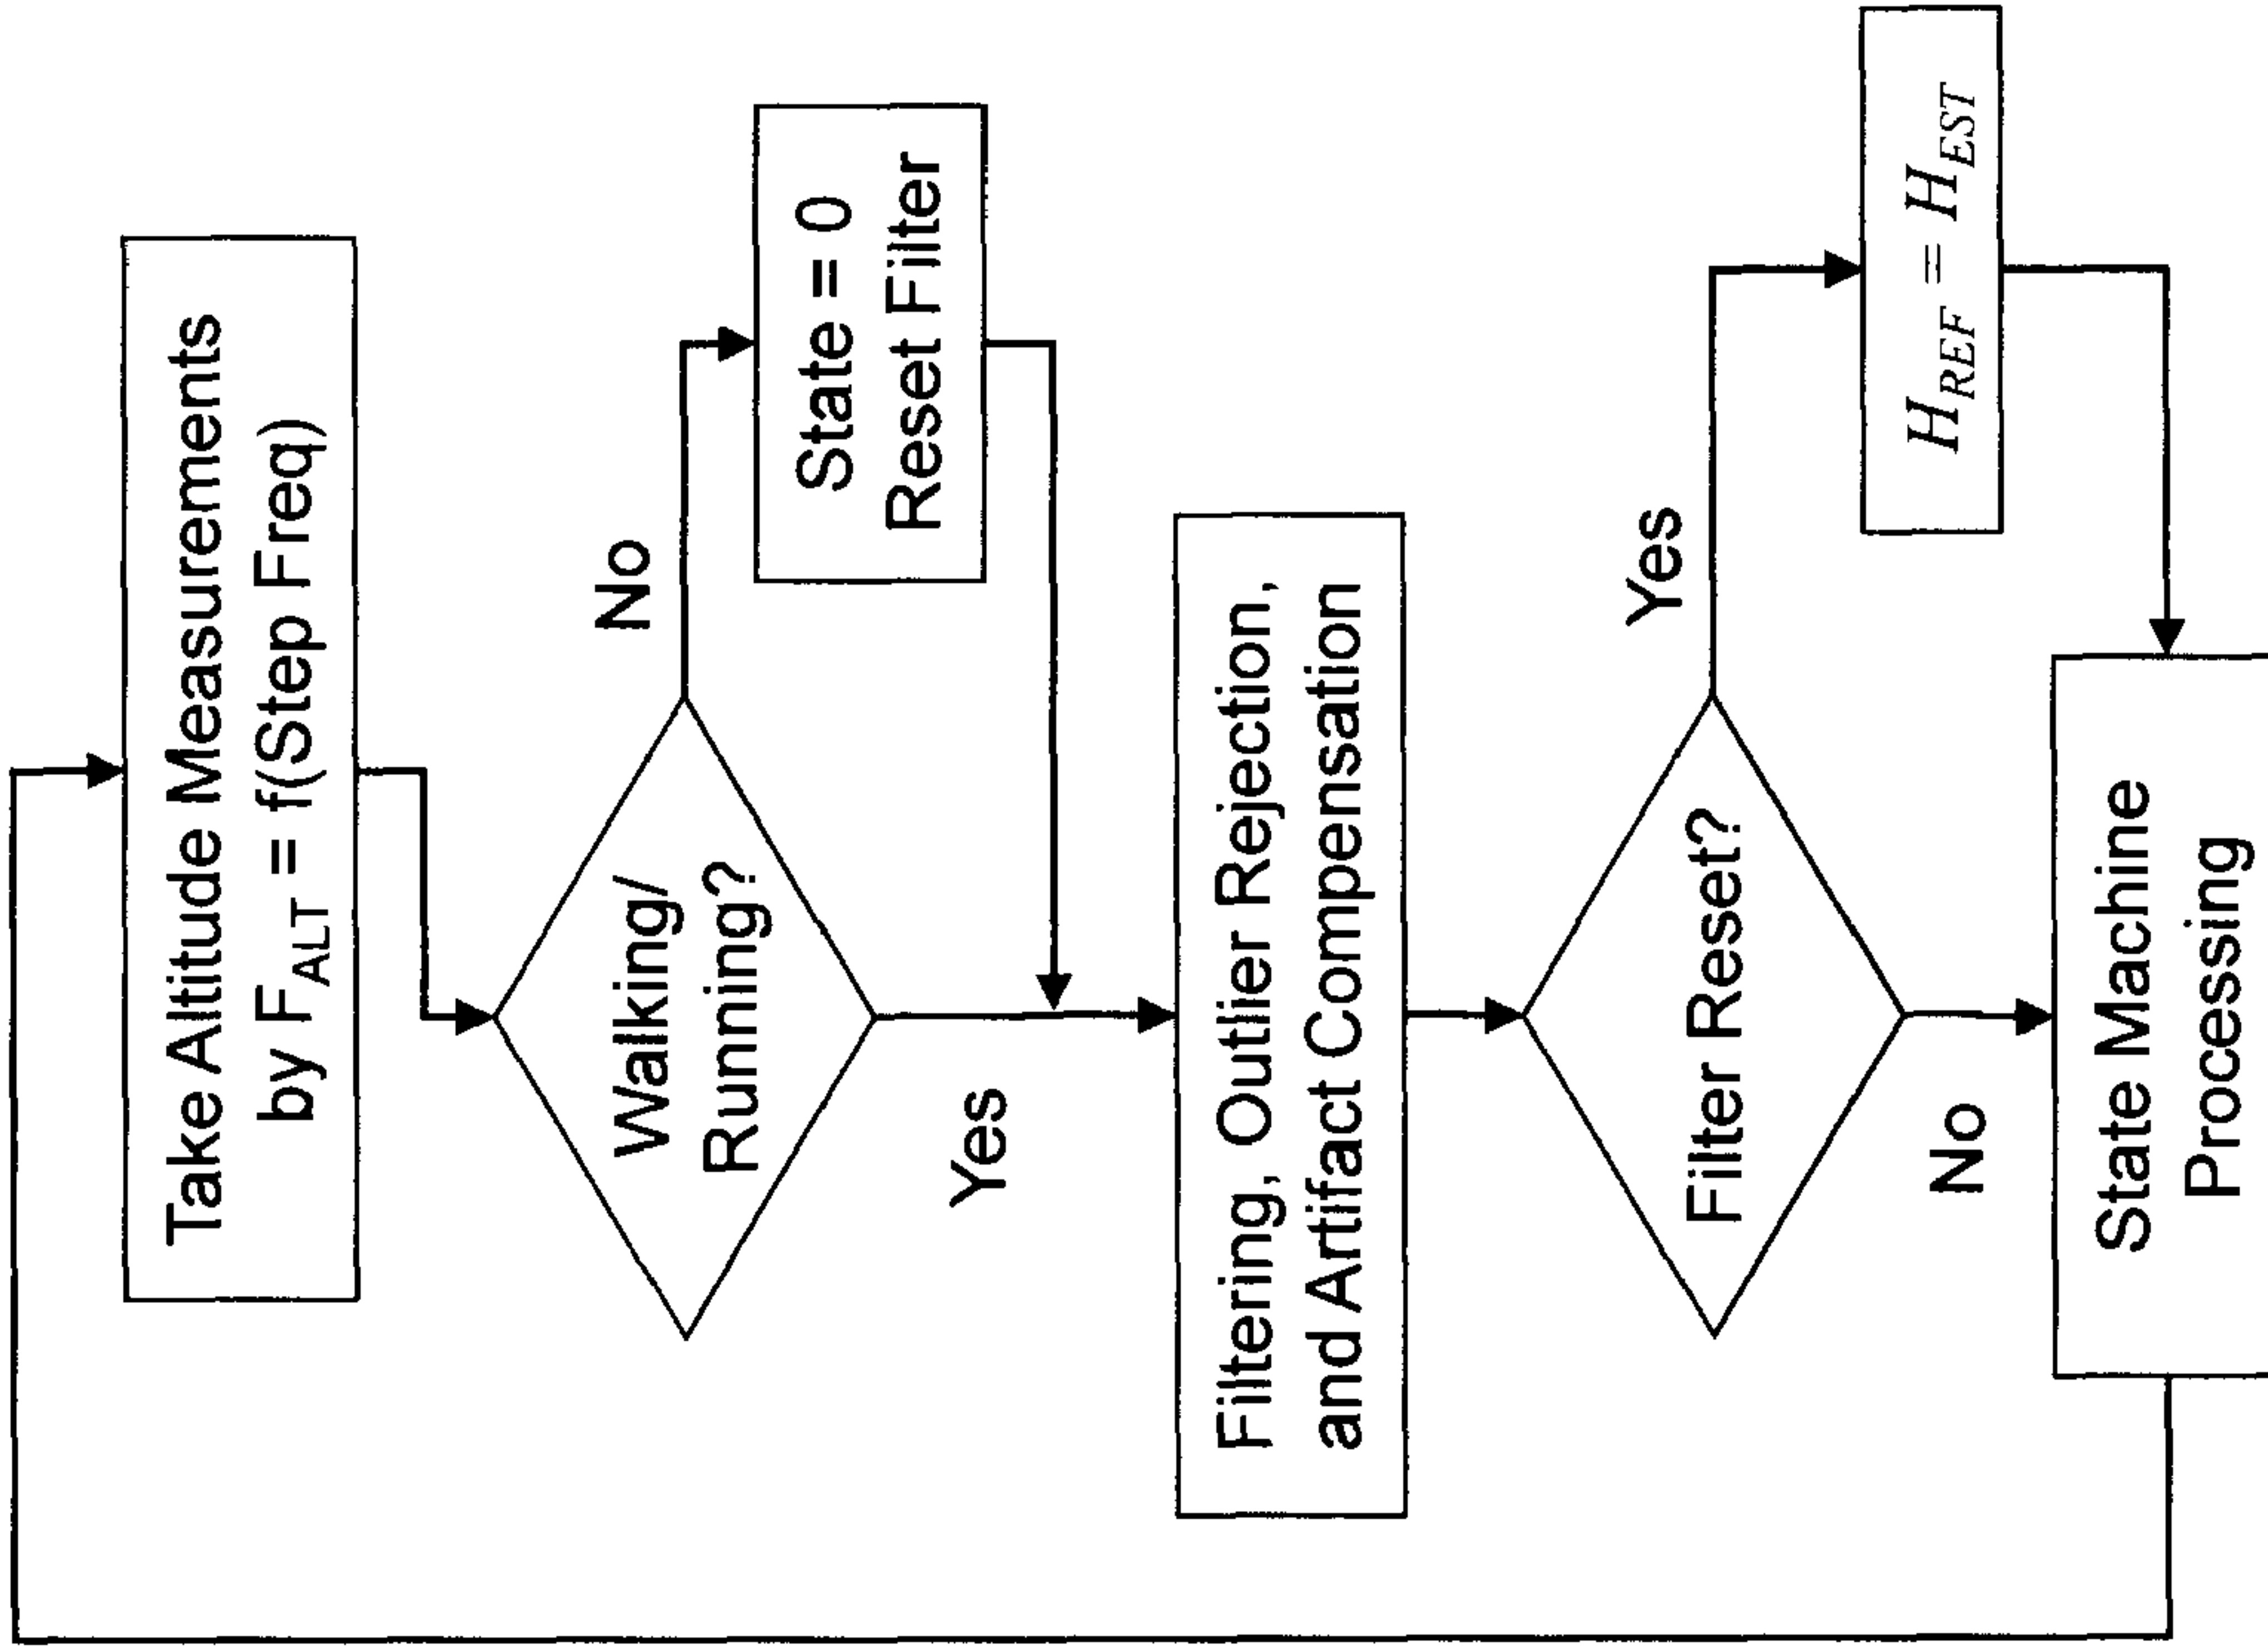 Take Altitude Measurements
by F_ALT = f(Step Freq)
Walking/
Running?
No
State = 0
Reset Filter
Yes
Filtering, Outlier Rejection,
and Artifact Compensation
Filter Reset?
Yes
H_REF = H_EST
No
State Machine
Processing